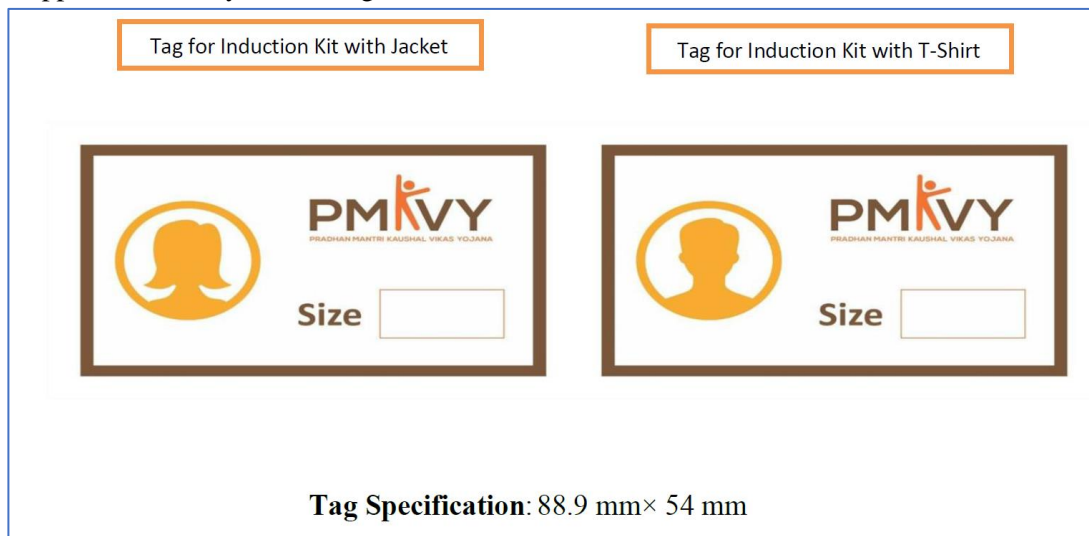 Tag for Induction Kit with Jacket
Tag for Induction Kit with T-Shirt
PMKVY
PRADHAN MANTRI KAUSHAL VIKAS YOJANA
Size
PMKVY
PRADHAN MANTRI KAUSHAL VIKAS YOJANA
Size
Tag Specification: 88.9 mm× 54 mm